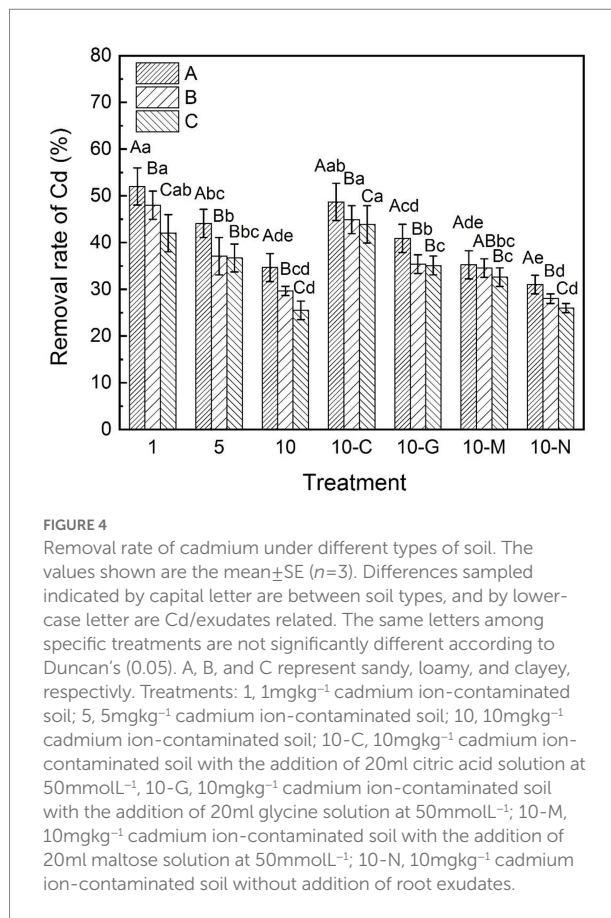 80
70
60
50
40
30
20
10
0
Removal rate of Cd (%)
A
B
C
Aa
Ba
Cab
Abc
Bb
Bbc
Ade
Bcd
Cd
Aab
Ba
Ca
Acd
Bb
Bc
Ade
ABbc
Bc
Ae
Bd
Cd
1 5 10 10-C 10-G 10-M 10-N
Treatment
FIGURE 4
Removal rate of cadmium under different types of soil. The
values shown are the mean±SE (n=3). Differences sampled
indicated by capital letter are between soil types, and by lower-
case letter are Cd/exudates related. The same letters among
specific treatments are not significantly different according to
Duncan's (0.05). A, B, and C represent sandy, loamy, and clayey,
respectivly. Treatments: 1, 1mgkg⁻¹ cadmium ion-contaminated
soil; 5, 5mgkg⁻¹ cadmium ion-contaminated soil; 10, 10mgkg⁻¹
cadmium ion-contaminated soil; 10-C, 10mgkg⁻¹ cadmium ion-
contaminated soil with the addition of 20ml citric acid solution at
50mmolL⁻¹, 10-G, 10mgkg⁻¹ cadmium ion-contaminated soil
with the addition of 20ml glycine solution at 50mmolL⁻¹; 10-M,
10mgkg⁻¹ cadmium ion-contaminated soil with the addition of
20ml maltose solution at 50mmolL⁻¹; 10-N, 10mgkg⁻¹ cadmium
ion-contaminated soil without addition of root exudates.